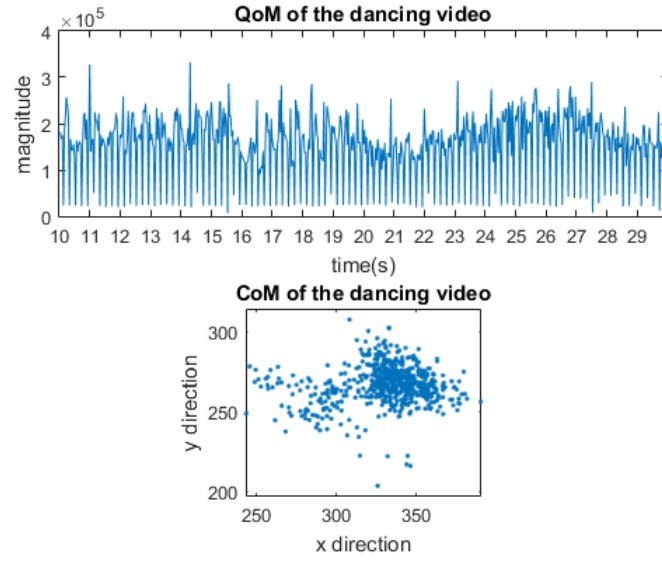 QoM of the dancing video
×10⁵
4
3
2
1
0
magnitude
10 11 12 13 14 15 16 17 18 19 20 21 22 23 24 25 26 27 28 29
time(s)
CoM of the dancing video
300
250
200
y direction
250 300 350
x direction